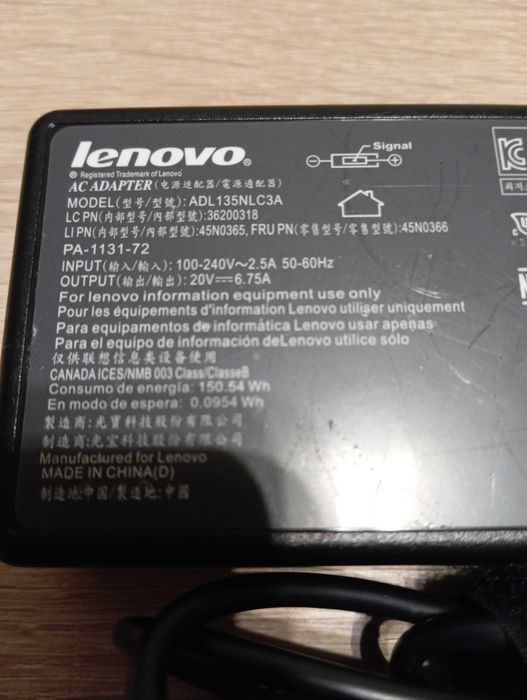 lenovo®
® Registered Trademark of Lenovo
AC ADAPTER (电源适配器/電源適配器)
Signal
MODEL(型号/型號): ADL135NLC3A
LC PN(内部型号/内部型號):36200318
LI PN(内部型号/内部型號):45N0365, FRU PN(零售型号/零售型號):45N0366
PA-1131-72
INPUT(输入/輸入): 100-240V～2.5A 50-60Hz
OUTPUT(输出/輸出): 20V⎓6.75A
For lenovo information equipment use only
Pour les équipements d'information Lenovo utiliser uniquement
Para equipamentos de informática Lenovo usar apenas
Para el equipo de información deLenovo utilice sólo
仅供联想信息类设备使用
CANADA ICES/NMB 003 Class/ClasseB
Consumo de energía: 150.54 Wh
En modo de espera: 0.0954 Wh
製造商:光寶科技股份有限公司
制造商:光宝科技股份有限公司
Manufactured for Lenovo
MADE IN CHINA(D)
制造地:中国/製造地:中國